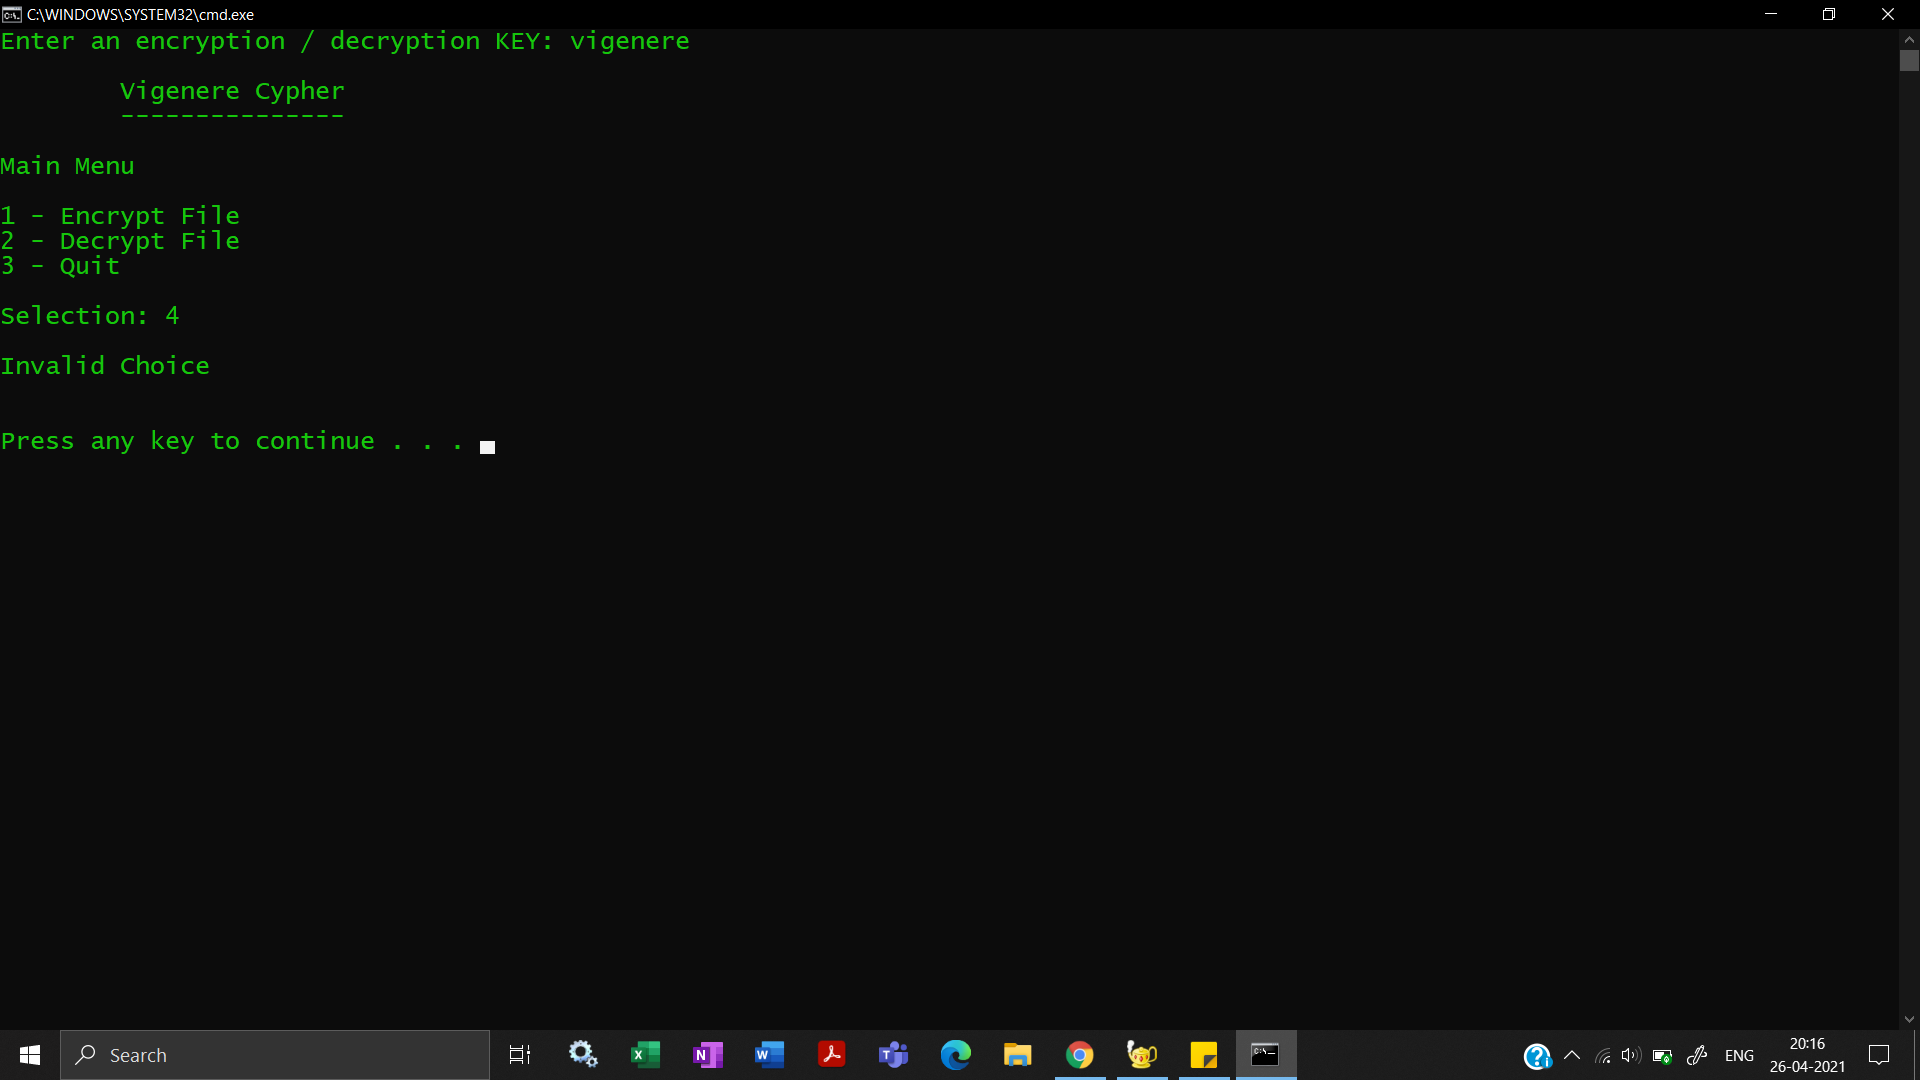 C:\WINDOWS\SYSTEM32\cmd.exe
Enter an encryption / decryption KEY: vigenere
Vigenere Cypher
---------------
Main Menu
1 - Encrypt File
2 - Decrypt File
3 - Quit
Selection: 4
Invalid Choice
Press any key to continue . . .
Search
ENG
20:16
26-04-2021